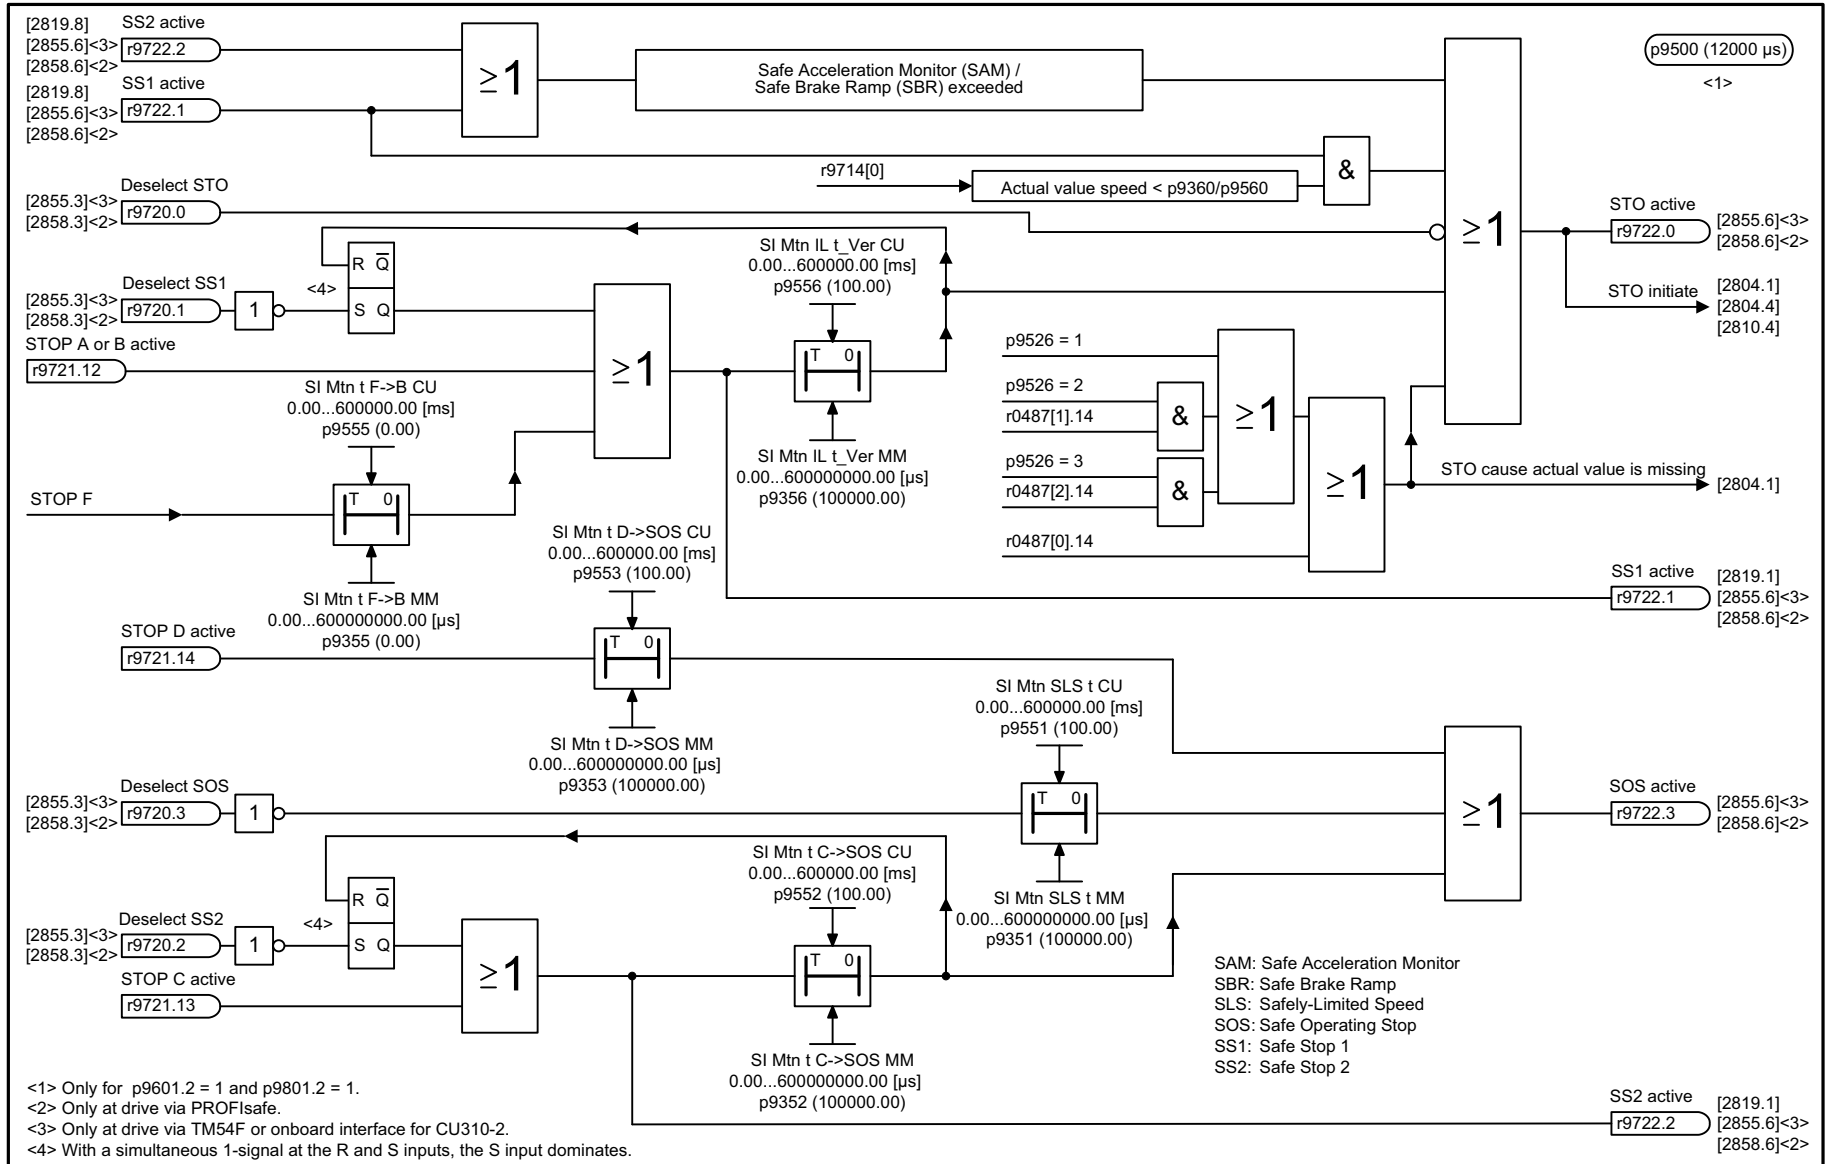 [2819.8]
[2855.6]<3>
[2858.6]<2>
SS2 active
r9722.2
SS1 active
[2819.8]
[2855.6]<3>
[2858.6]<2>
r9722.1
≥1
Safe Acceleration Monitor (SAM) /
Safe Brake Ramp (SBR) exceeded
p9500 (12000 µs)
<1>
r9714[0]
Actual value speed < p9360/p9560
&
≥1
Deselect STO
[2855.3]<3>
[2858.3]<2>
r9720.0
STO active
r9722.0
[2855.6]<3>
[2858.6]<2>
STO initiate
[2804.1]
[2804.4]
[2810.4]
Deselect SS1
[2855.3]<3>
[2858.3]<2>
r9720.1
1
<4>
R Q
S Q
STOP A or B active
r9721.12
≥1
SI Mtn IL t_Ver CU
0.00...600000.00 [ms]
p9556 (100.00)
T 0
SI Mtn IL t_Ver MM
0.00...600000000.00 [µs]
p9356 (100000.00)
SI Mtn t F->B CU
0.00...600000.00 [ms]
p9555 (0.00)
T 0
STOP F
SI Mtn t F->B MM
0.00...600000000.00 [µs]
p9355 (0.00)
p9526 = 1
p9526 = 2
r0487[1].14
&
p9526 = 3
r0487[2].14
&
≥1
r0487[0].14
≥1
STO cause actual value is missing
[2804.1]
SS1 active
r9722.1
[2819.1]
[2855.6]<3>
[2858.6]<2>
SI Mtn t D->SOS CU
0.00...600000.00 [ms]
p9553 (100.00)
STOP D active
r9721.14
T 0
SI Mtn t D->SOS MM
0.00...600000000.00 [µs]
p9353 (100000.00)
SI Mtn SLS t CU
0.00...600000.00 [ms]
p9551 (100.00)
T 0
SI Mtn SLS t MM
0.00...600000000.00 [µs]
p9351 (100000.00)
Deselect SOS
[2855.3]<3>
[2858.3]<2>
r9720.3
1
≥1
SOS active
r9722.3
[2855.6]<3>
[2858.6]<2>
SI Mtn t C->SOS CU
0.00...600000.00 [ms]
p9552 (100.00)
T 0
SI Mtn t C->SOS MM
0.00...600000000.00 [µs]
p9352 (100000.00)
Deselect SS2
[2855.3]<3>
[2858.3]<2>
r9720.2
1
<4>
R Q
S Q
STOP C active
r9721.13
≥1
SAM: Safe Acceleration Monitor
SBR: Safe Brake Ramp
SLS: Safely-Limited Speed
SOS: Safe Operating Stop
SS1: Safe Stop 1
SS2: Safe Stop 2
SS2 active
r9722.2
[2819.1]
[2855.6]<3>
[2858.6]<2>
<1> Only for p9601.2 = 1 and p9801.2 = 1.
<2> Only at drive via PROFIsafe.
<3> Only at drive via TM54F or onboard interface for CU310-2.
<4> With a simultaneous 1-signal at the R and S inputs, the S input dominates.